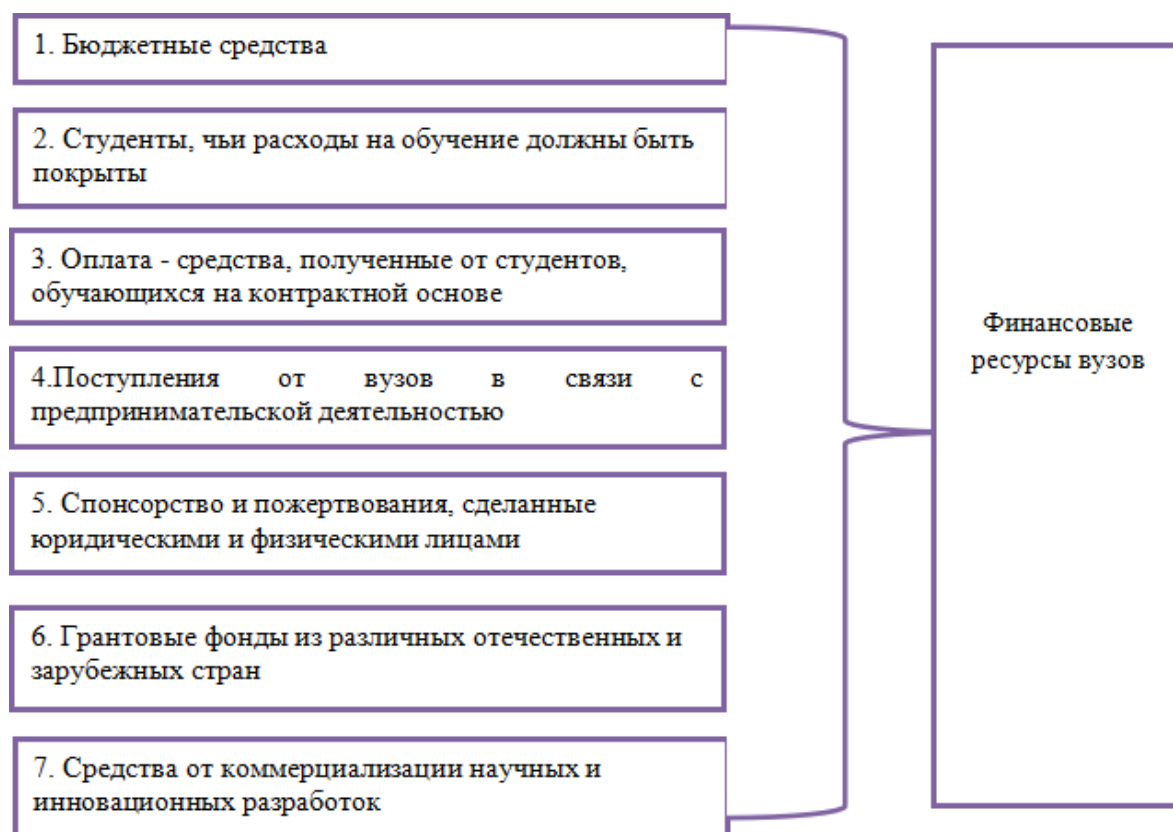 1. Бюджетные средства
2. Студенты, чьи расходы на обучение должны быть
покрыты
3. Оплата - средства, полученные от студентов,
обучающихся на контрактной основе
4.Поступления от вузов в связи с
предпринимательской деятельностью
5. Спонсорство и пожертвования, сделанные
юридическими и физическими лицами
6. Грантовые фонды из различных отечественных и
зарубежных стран
7. Средства от коммерциализации научных и
инновационных разработок
Финансовые
ресурсы вузов